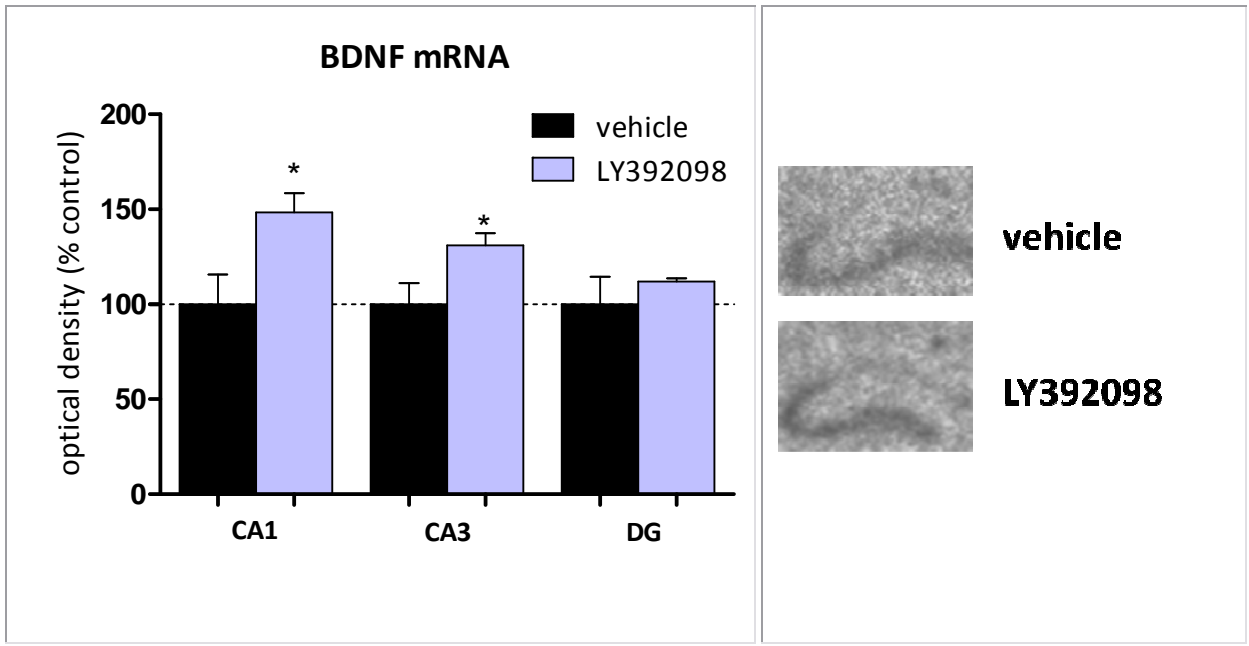 BDNF mRNA
200
150
100
50
0
optical density (% control)
vehicle
LY392098
*
*
CA1
CA3
DG
vehicle
LY392098